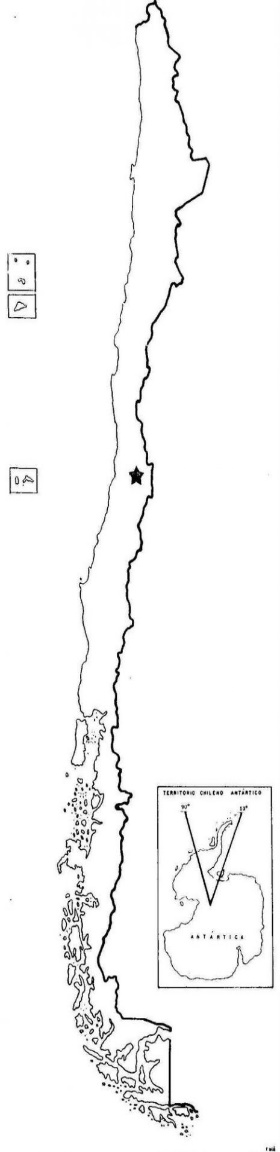 TERRITORIO CHILENO ANTÁRTICO
90°
53°
ANTÁRTICA